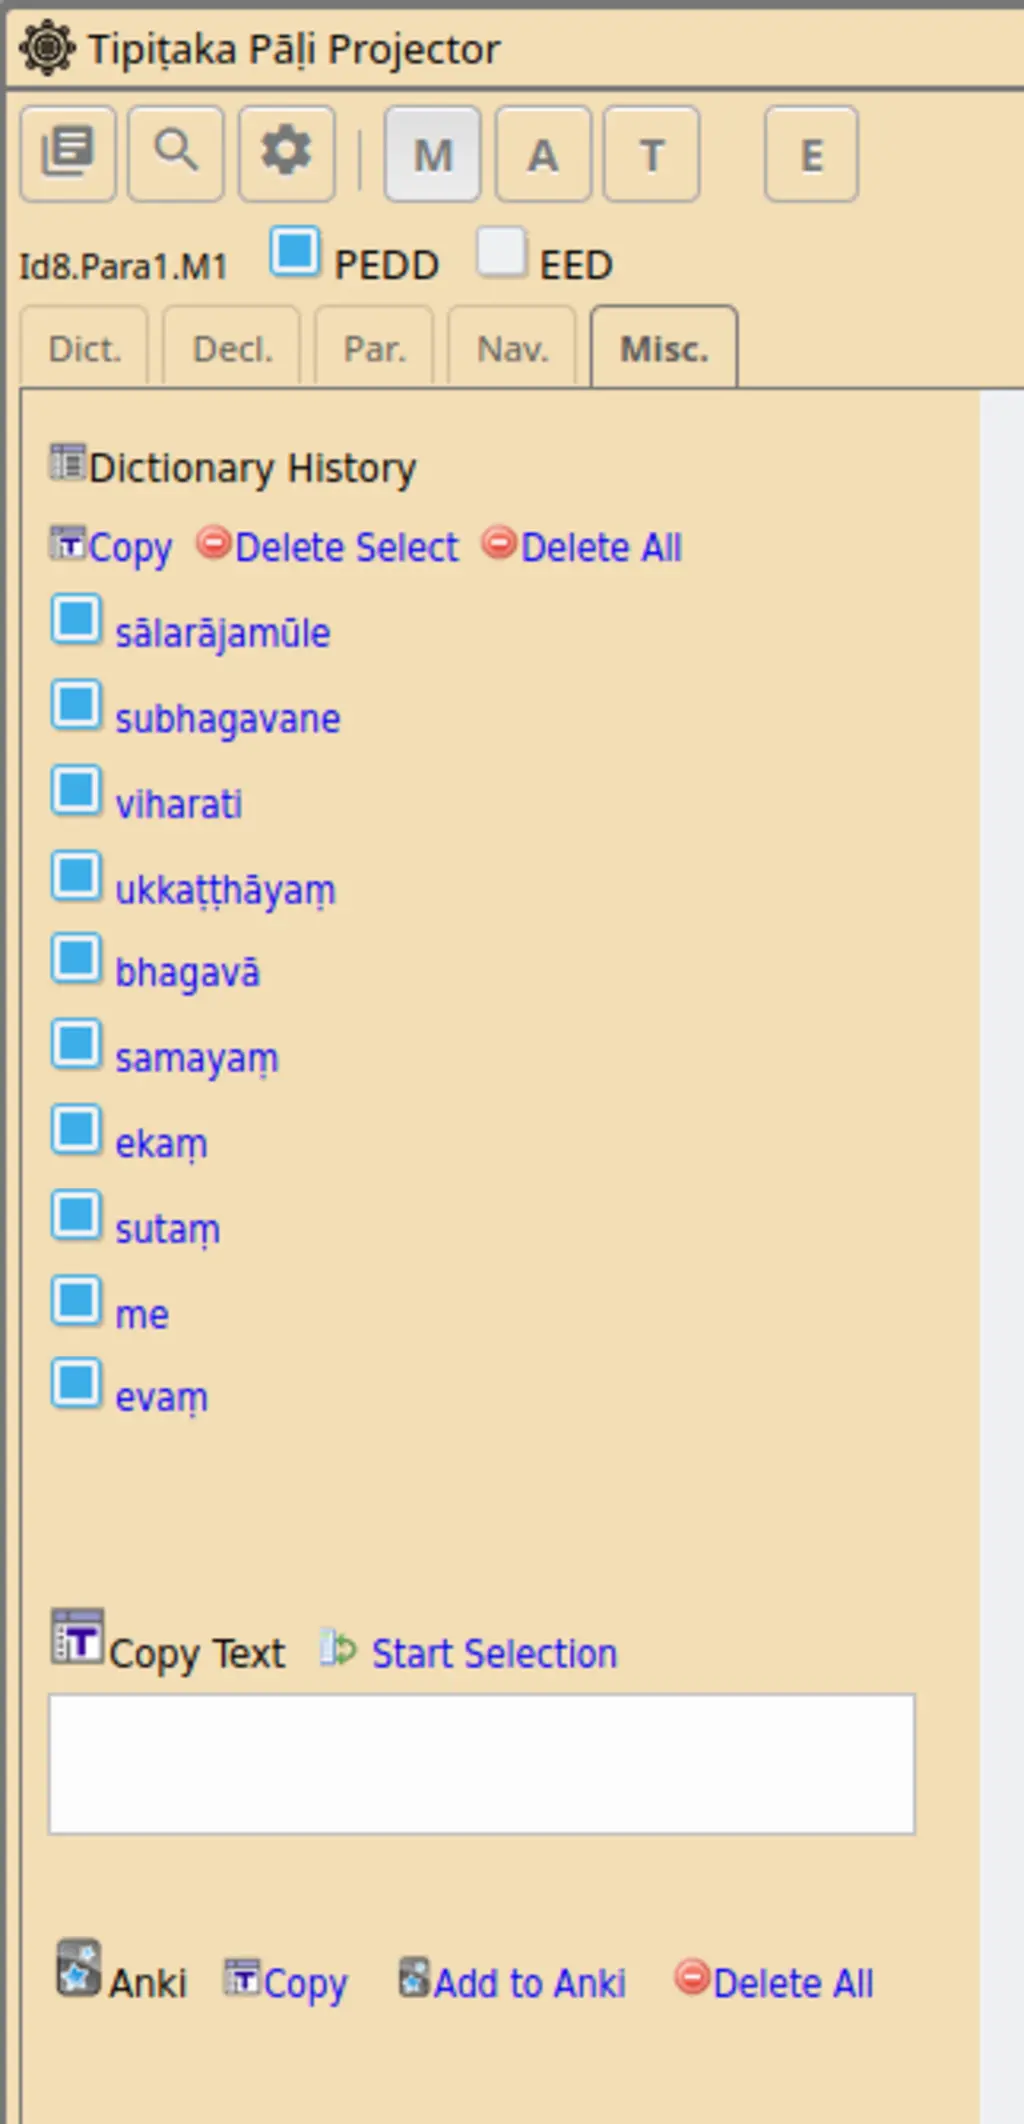 Tipiṭaka Pāḷi Projector
M A T E
Id8.Para1.M1 PEDD EED
Dict. Decl. Par. Nav. Misc.
Dictionary History
Copy Delete Select Delete All
sālarājamūle
subhagavane
viharati
ukkaṭṭhāyaṃ
bhagavā
samayaṃ
ekaṃ
sutaṃ
me
evaṃ
Copy Text Start Selection
Anki Copy Add to Anki Delete All